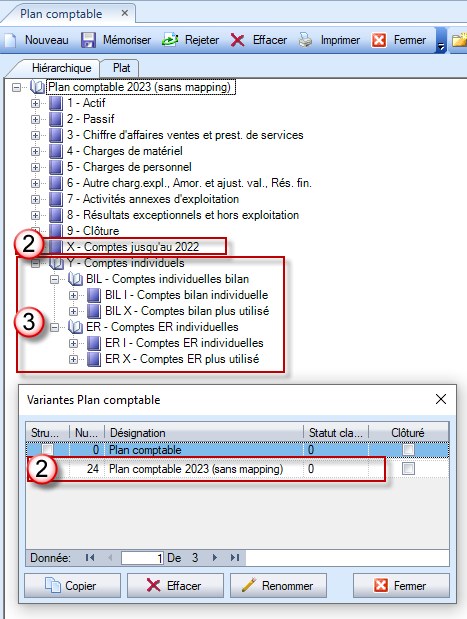 Plan comptable ×
Nouveau Mémoriser Rejeter Effacer Imprimer Fermer
Hiérarchique Plat
Plan comptable 2023 (sans mapping)
1 - Actif
2 - Passif
3 - Chiffre d'affaires ventes et prest. de services
4 - Charges de matériel
5 - Charges de personnel
6 - Autre charg.expl., Amor. et ajust. val., Rés. fin.
7 - Activités annexes d'exploitation
8 - Résultats exceptionnels et hors exploitation
9 - Clôture
2 X - Comptes jusqu'au 2022
Y - Comptes individuels
BIL - Comptes individuelles bilan
BIL I - Comptes bilan individuelle
BIL X - Comptes bilan plus utilisé
3 ER - Comptes ER individuelles
ER I - Comptes ER individuelles
ER X - Comptes ER plus utilisé
Variantes Plan comptable
Stru... Nu... Désignation Statut cla... Clôturé
0 Plan comptable 0
2 24 Plan comptable 2023 (sans mapping) 0
Donnée: 1 De 3
Copier Effacer Renommer Fermer